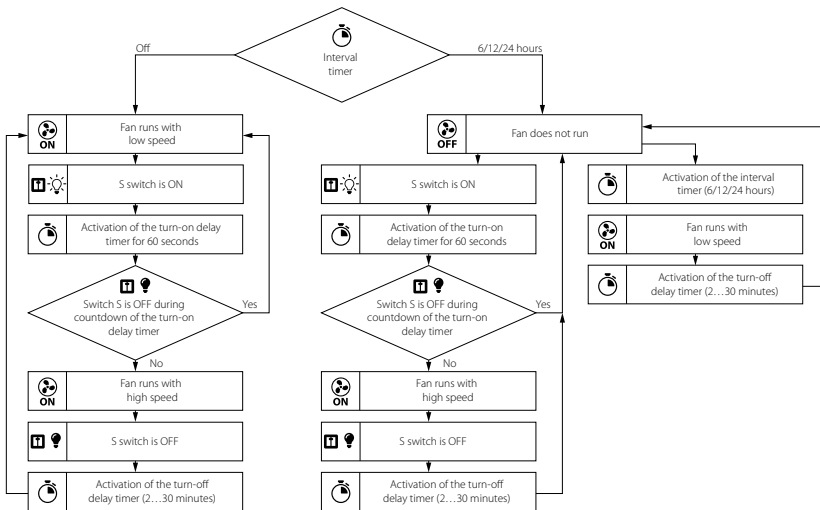 Interval
timer
Off
6/12/24 hours
ON
Fan runs with
low speed
S switch is ON
Activation of the turn-on delay
timer for 60 seconds
Switch S is OFF during
countdown of the turn-on
delay timer
Yes
No
ON
Fan runs with
high speed
S switch is OFF
Activation of the turn-off
delay timer (2…30 minutes)
OFF
Fan does not run
S switch is ON
Activation of the turn-on
delay timer for 60 seconds
Switch S is OFF during
countdown of the turn-on
delay timer
Yes
No
ON
Fan runs with
high speed
S switch is OFF
Activation of the turn-off
delay timer (2…30 minutes)
Activation of the interval
timer (6/12/24 hours)
ON
Fan runs with
low speed
Activation of the turn-off
delay timer (2…30 minutes)